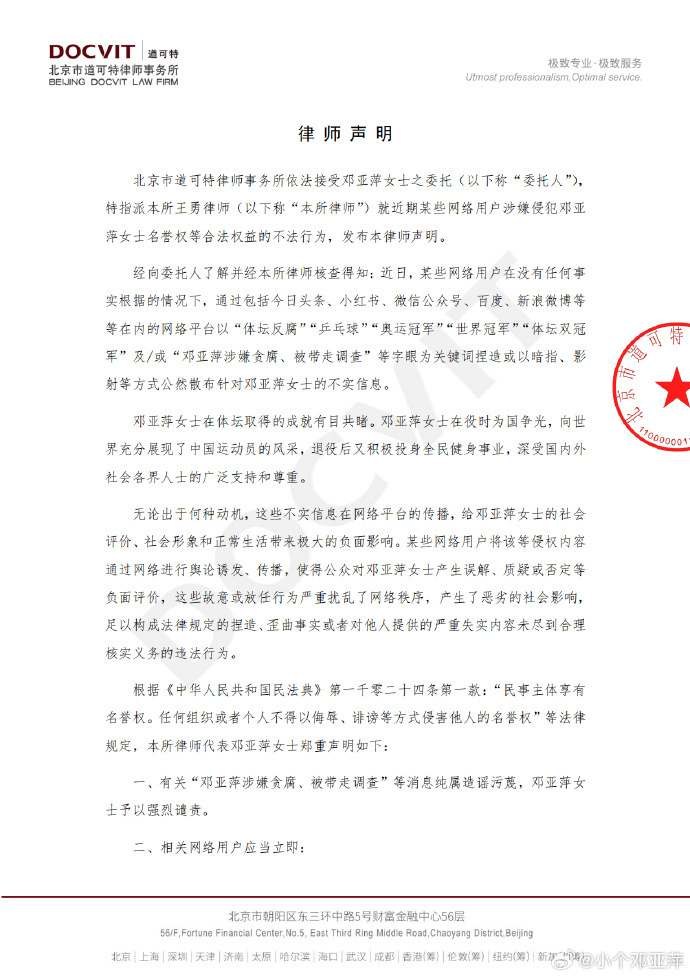 DOCVIT 道可特
北京市道可特律师事务所
BEIJING DOCVIT LAW FIRM
极致专业·极致服务
Utmost professionalism,Optimal service.
律师声明
北京市道可特律师事务所依法接受邓亚萍女士之委托（以下称“委托人”），
特指派本所王勇律师（以下称“本所律师”）就近期某些网络用户涉嫌侵犯邓亚
萍女士名誉权等合法权益的不法行为，发布本律师声明。
经向委托人了解并经本所律师核查得知：近日，某些网络用户在没有任何事
实根据的情况下，通过包括今日头条、小红书、微信公众号、百度、新浪微博等
等在内的网络平台以“体坛反腐”“乒乓球”“奥运冠军”“世界冠军”“体坛双冠
军”及/或“邓亚萍涉嫌贪腐、被带走调查”等字眼为关键词捏造或以暗指、影
射等方式公然散布针对邓亚萍女士的不实信息。
邓亚萍女士在体坛取得的成就有目共睹。邓亚萍女士在役时为国争光，向世
界充分展现了中国运动员的风采，退役后又积极投身全民健身事业，深受国内外
社会各界人士的广泛支持和尊重。
无论出于何种动机，这些不实信息在网络平台的传播，给邓亚萍女士的社会
评价、社会形象和正常生活带来极大的负面影响。某些网络用户将该等侵权内容
通过网络进行舆论诱发、传播，使得公众对邓亚萍女士产生误解、质疑或否定等
负面评价，这些故意或放任行为严重扰乱了网络秩序，产生了恶劣的社会影响，
足以构成法律规定的捏造、歪曲事实或者对他人提供的严重失实内容未尽到合理
核实义务的违法行为。
根据《中华人民共和国民法典》第一千零二十四条第一款：“民事主体享有
名誉权。任何组织或者个人不得以侮辱、诽谤等方式侵害他人的名誉权”等法律
规定，本所律师代表邓亚萍女士郑重声明如下：
一、有关“邓亚萍涉嫌贪腐、被带走调查”等消息纯属造谣污蔑，邓亚萍女
士予以强烈谴责。
二、相关网络用户应当立即：
DOCVIT
北京市道可特
1100000011
北京市朝阳区东三环中路5号财富金融中心56层
56/F,Fortune Financial Center,No.5, East Third Ring Middle Road,Chaoyang District,Beijing
北京｜上海｜深圳｜天津｜济南｜太原｜哈尔滨｜海口｜武汉｜成都｜香港(筹)｜伦敦(筹)｜纽约(筹)｜新加
@小个邓亚萍